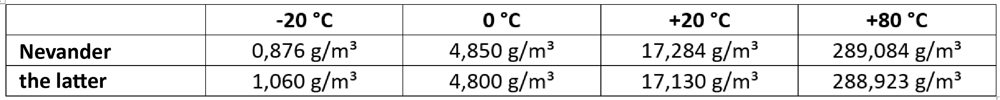 -20 °C 0 °C +20 °C +80 °C
Nevander 0,876 g/m³ 4,850 g/m³ 17,284 g/m³ 289,084 g/m³
the latter 1,060 g/m³ 4,800 g/m³ 17,130 g/m³ 288,923 g/m³